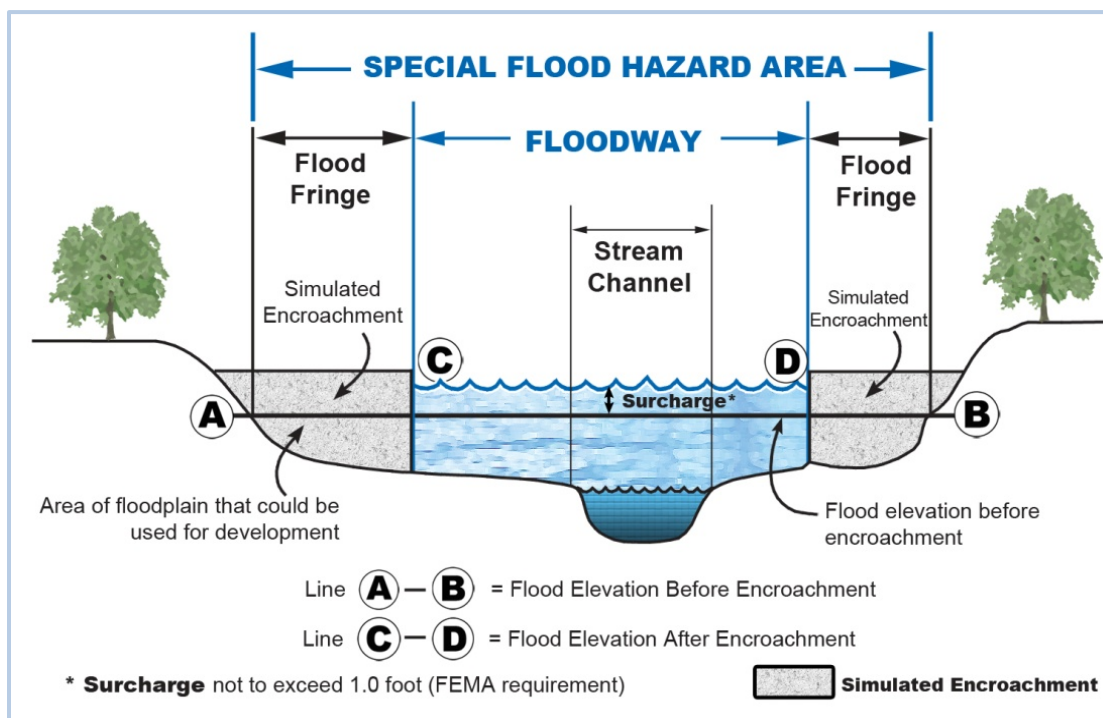 SPECIAL FLOOD HAZARD AREA
FLOODWAY
Flood
Fringe
Flood
Fringe
Stream
Channel
Simulated
Encroachment
Simulated
Encroachment
C
D
Surcharge*
A
B
Area of floodplain that could be
used for development
Flood elevation before
encroachment
Line A — B = Flood Elevation Before Encroachment
Line C — D = Flood Elevation After Encroachment
* Surcharge not to exceed 1.0 foot (FEMA requirement)
Simulated Encroachment